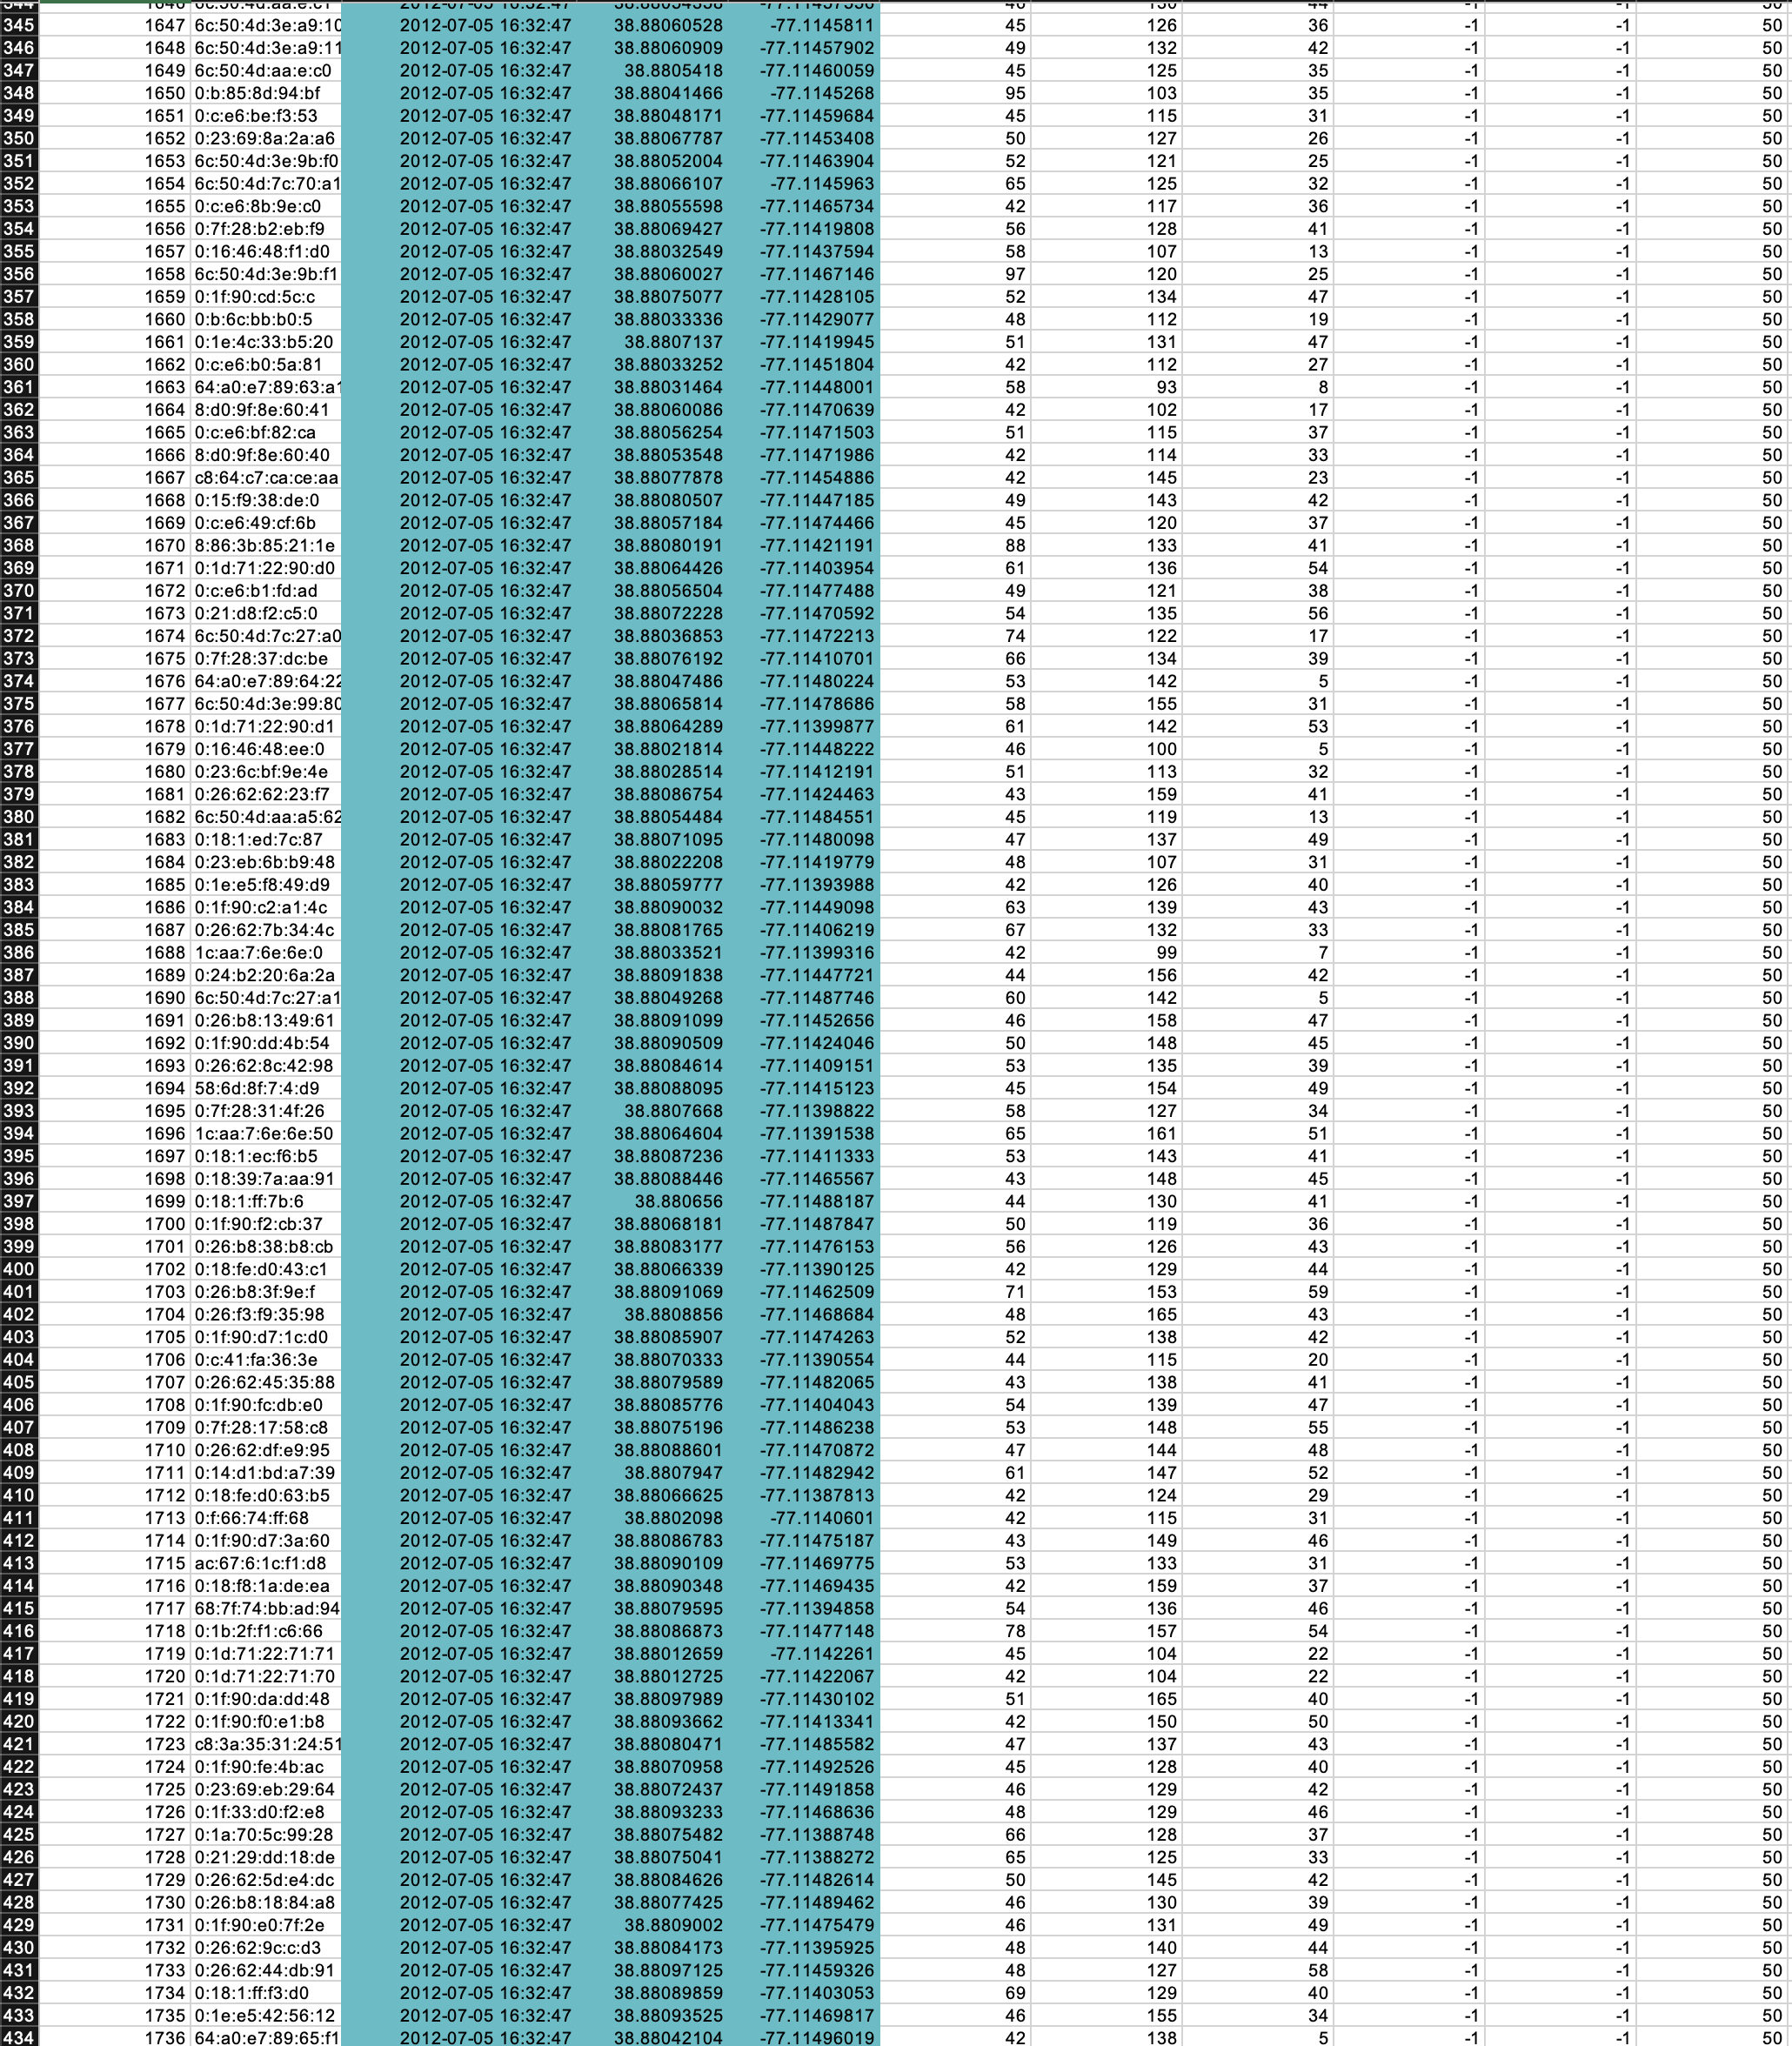 345 1647 6c:50:4d:3e:a9:10 2012-07-05 16:32:47 38.88060528 -77.1145811 45 126 36 -1 -1 50
346 1648 6c:50:4d:3e:a9:11 2012-07-05 16:32:47 38.88060909 -77.11457902 49 132 42 -1 -1 50
347 1649 6c:50:4d:aa:e:c0 2012-07-05 16:32:47 38.8805418 -77.11460059 45 125 35 -1 -1 50
348 1650 0:b:85:8d:94:bf 2012-07-05 16:32:47 38.88041466 -77.1145268 95 103 35 -1 -1 50
349 1651 0:c:e6:be:f3:53 2012-07-05 16:32:47 38.88048171 -77.11459684 45 115 31 -1 -1 50
350 1652 0:23:69:8a:2a:a6 2012-07-05 16:32:47 38.88067787 -77.11453408 50 127 26 -1 -1 50
351 1653 6c:50:4d:3e:9b:f0 2012-07-05 16:32:47 38.88052004 -77.11463904 52 121 25 -1 -1 50
352 1654 6c:50:4d:7c:70:a1 2012-07-05 16:32:47 38.88066107 -77.1145963 65 125 32 -1 -1 50
353 1655 0:c:e6:8b:9e:c0 2012-07-05 16:32:47 38.88055598 -77.11465734 42 117 36 -1 -1 50
354 1656 0:7f:28:b2:eb:f9 2012-07-05 16:32:47 38.88069427 -77.11419808 56 128 41 -1 -1 50
355 1657 0:16:46:48:f1:d0 2012-07-05 16:32:47 38.88032549 -77.11437594 58 107 13 -1 -1 50
356 1658 6c:50:4d:3e:9b:f1 2012-07-05 16:32:47 38.88060027 -77.11467146 97 120 25 -1 -1 50
357 1659 0:1f:90:cd:5c:c 2012-07-05 16:32:47 38.88075077 -77.11428105 52 134 47 -1 -1 50
358 1660 0:b:6c:bb:b0:5 2012-07-05 16:32:47 38.88033336 -77.11429077 48 112 19 -1 -1 50
359 1661 0:1e:4c:33:b5:20 2012-07-05 16:32:47 38.8807137 -77.11419945 51 131 47 -1 -1 50
360 1662 0:c:e6:b0:5a:81 2012-07-05 16:32:47 38.88033252 -77.11451804 42 112 27 -1 -1 50
361 1663 64:a0:e7:89:63:a1 2012-07-05 16:32:47 38.88031464 -77.11448001 58 93 8 -1 -1 50
362 1664 8:d0:9f:8e:60:41 2012-07-05 16:32:47 38.88060086 -77.11470639 42 102 17 -1 -1 50
363 1665 0:c:e6:bf:82:ca 2012-07-05 16:32:47 38.88056254 -77.11471503 51 115 37 -1 -1 50
364 1666 8:d0:9f:8e:60:40 2012-07-05 16:32:47 38.88053548 -77.11471986 42 114 33 -1 -1 50
365 1667 c8:64:c7:ca:ce:aa 2012-07-05 16:32:47 38.88077878 -77.11454886 42 145 23 -1 -1 50
366 1668 0:15:f9:38:de:0 2012-07-05 16:32:47 38.88080507 -77.11447185 49 143 42 -1 -1 50
367 1669 0:c:e6:49:cf:6b 2012-07-05 16:32:47 38.88057184 -77.11474466 45 120 37 -1 -1 50
368 1670 8:86:3b:85:21:1e 2012-07-05 16:32:47 38.88080191 -77.11421191 88 133 41 -1 -1 50
369 1671 0:1d:71:22:90:d0 2012-07-05 16:32:47 38.88064426 -77.11403954 61 136 54 -1 -1 50
370 1672 0:c:e6:b1:fd:ad 2012-07-05 16:32:47 38.88056504 -77.11477488 49 121 38 -1 -1 50
371 1673 0:21:d8:f2:c5:0 2012-07-05 16:32:47 38.88072228 -77.11470592 54 135 56 -1 -1 50
372 1674 6c:50:4d:7c:27:a0 2012-07-05 16:32:47 38.88036853 -77.11472213 74 122 17 -1 -1 50
373 1675 0:7f:28:37:dc:be 2012-07-05 16:32:47 38.88076192 -77.11410701 66 134 39 -1 -1 50
374 1676 64:a0:e7:89:64:22 2012-07-05 16:32:47 38.88047486 -77.11480224 53 142 5 -1 -1 50
375 1677 6c:50:4d:3e:99:80 2012-07-05 16:32:47 38.88065814 -77.11478686 58 155 31 -1 -1 50
376 1678 0:1d:71:22:90:d1 2012-07-05 16:32:47 38.88064289 -77.11399877 61 142 53 -1 -1 50
377 1679 0:16:46:48:ee:0 2012-07-05 16:32:47 38.88021814 -77.11448222 46 100 5 -1 -1 50
378 1680 0:23:6c:bf:9e:4e 2012-07-05 16:32:47 38.88028514 -77.11412191 51 113 32 -1 -1 50
379 1681 0:26:62:62:23:f7 2012-07-05 16:32:47 38.88086754 -77.11424463 43 159 41 -1 -1 50
380 1682 6c:50:4d:aa:a5:62 2012-07-05 16:32:47 38.88054484 -77.11484551 45 119 13 -1 -1 50
381 1683 0:18:1:ed:7c:87 2012-07-05 16:32:47 38.88071095 -77.11480098 47 137 49 -1 -1 50
382 1684 0:23:eb:6b:b9:48 2012-07-05 16:32:47 38.88022208 -77.11419779 48 107 31 -1 -1 50
383 1685 0:1e:e5:f8:49:d9 2012-07-05 16:32:47 38.88059777 -77.11393988 42 126 40 -1 -1 50
384 1686 0:1f:90:c2:a1:4c 2012-07-05 16:32:47 38.88090032 -77.11449098 63 139 43 -1 -1 50
385 1687 0:26:62:7b:34:4c 2012-07-05 16:32:47 38.88081765 -77.11406219 67 132 33 -1 -1 50
386 1688 1c:aa:7:6e:6e:0 2012-07-05 16:32:47 38.88033521 -77.11399316 42 99 7 -1 -1 50
387 1689 0:24:b2:20:6a:2a 2012-07-05 16:32:47 38.88091838 -77.11447721 44 156 42 -1 -1 50
388 1690 6c:50:4d:7c:27:a1 2012-07-05 16:32:47 38.88049268 -77.11487746 60 142 5 -1 -1 50
389 1691 0:26:b8:13:49:61 2012-07-05 16:32:47 38.88091099 -77.11452656 46 158 47 -1 -1 50
390 1692 0:1f:90:dd:4b:54 2012-07-05 16:32:47 38.88090509 -77.11424046 50 148 45 -1 -1 50
391 1693 0:26:62:8c:42:98 2012-07-05 16:32:47 38.88084614 -77.11409151 53 135 39 -1 -1 50
392 1694 58:6d:8f:7:4:d9 2012-07-05 16:32:47 38.88088095 -77.11415123 45 154 49 -1 -1 50
393 1695 0:7f:28:31:4f:26 2012-07-05 16:32:47 38.8807668 -77.11398822 58 127 34 -1 -1 50
394 1696 1c:aa:7:6e:6e:50 2012-07-05 16:32:47 38.88064604 -77.11391538 65 161 51 -1 -1 50
395 1697 0:18:1:ec:f6:b5 2012-07-05 16:32:47 38.88087236 -77.11411333 53 143 41 -1 -1 50
396 1698 0:18:39:7a:aa:91 2012-07-05 16:32:47 38.88088446 -77.11465567 43 148 45 -1 -1 50
397 1699 0:18:1:ff:7b:6 2012-07-05 16:32:47 38.880656 -77.11488187 44 130 41 -1 -1 50
398 1700 0:1f:90:f2:cb:37 2012-07-05 16:32:47 38.88068181 -77.11487847 50 119 36 -1 -1 50
399 1701 0:26:b8:38:b8:cb 2012-07-05 16:32:47 38.88083177 -77.11476153 56 126 43 -1 -1 50
400 1702 0:18:fe:d0:43:c1 2012-07-05 16:32:47 38.88066339 -77.11390125 42 129 44 -1 -1 50
401 1703 0:26:b8:3f:9e:f 2012-07-05 16:32:47 38.88091069 -77.11462509 71 153 59 -1 -1 50
402 1704 0:26:f3:f9:35:98 2012-07-05 16:32:47 38.8808856 -77.11468684 48 165 43 -1 -1 50
403 1705 0:1f:90:d7:1c:d0 2012-07-05 16:32:47 38.88085907 -77.11474263 52 138 42 -1 -1 50
404 1706 0:c:41:fa:36:3e 2012-07-05 16:32:47 38.88070333 -77.11390554 44 115 20 -1 -1 50
405 1707 0:26:62:45:35:88 2012-07-05 16:32:47 38.88079589 -77.11482065 43 138 41 -1 -1 50
406 1708 0:1f:90:fc:db:e0 2012-07-05 16:32:47 38.88085776 -77.11404043 54 139 47 -1 -1 50
407 1709 0:7f:28:17:58:c8 2012-07-05 16:32:47 38.88075196 -77.11486238 53 148 55 -1 -1 50
408 1710 0:26:62:df:e9:95 2012-07-05 16:32:47 38.88088601 -77.11470872 47 144 48 -1 -1 50
409 1711 0:14:d1:bd:a7:39 2012-07-05 16:32:47 38.8807947 -77.11482942 61 147 52 -1 -1 50
410 1712 0:18:fe:d0:63:b5 2012-07-05 16:32:47 38.88066625 -77.11387813 42 124 29 -1 -1 50
411 1713 0:f:66:74:ff:68 2012-07-05 16:32:47 38.8802098 -77.1140601 42 115 31 -1 -1 50
412 1714 0:1f:90:d7:3a:60 2012-07-05 16:32:47 38.88086783 -77.11475187 43 149 46 -1 -1 50
413 1715 ac:67:6:1c:f1:d8 2012-07-05 16:32:47 38.88090109 -77.11469775 53 133 31 -1 -1 50
414 1716 0:18:f8:1a:de:ea 2012-07-05 16:32:47 38.88090348 -77.11469435 42 159 37 -1 -1 50
415 1717 68:7f:74:bb:ad:94 2012-07-05 16:32:47 38.88079595 -77.11394858 54 136 46 -1 -1 50
416 1718 0:1b:2f:f1:c6:66 2012-07-05 16:32:47 38.88086873 -77.11477148 78 157 54 -1 -1 50
417 1719 0:1d:71:22:71:71 2012-07-05 16:32:47 38.88012659 -77.1142261 45 104 22 -1 -1 50
418 1720 0:1d:71:22:71:70 2012-07-05 16:32:47 38.88012725 -77.11422067 42 104 22 -1 -1 50
419 1721 0:1f:90:da:dd:48 2012-07-05 16:32:47 38.88097989 -77.11430102 51 165 40 -1 -1 50
420 1722 0:1f:90:f0:e1:b8 2012-07-05 16:32:47 38.88093662 -77.11413341 42 150 50 -1 -1 50
421 1723 c8:3a:35:31:24:51 2012-07-05 16:32:47 38.88080471 -77.11485582 47 137 43 -1 -1 50
422 1724 0:1f:90:fe:4b:ac 2012-07-05 16:32:47 38.88070958 -77.11492526 45 128 40 -1 -1 50
423 1725 0:23:69:eb:29:64 2012-07-05 16:32:47 38.88072437 -77.11491858 46 129 42 -1 -1 50
424 1726 0:1f:33:d0:f2:e8 2012-07-05 16:32:47 38.88093233 -77.11468636 48 129 46 -1 -1 50
425 1727 0:1a:70:5c:99:28 2012-07-05 16:32:47 38.88075482 -77.11388748 66 128 37 -1 -1 50
426 1728 0:21:29:dd:18:de 2012-07-05 16:32:47 38.88075041 -77.11388272 65 125 33 -1 -1 50
427 1729 0:26:62:5d:e4:dc 2012-07-05 16:32:47 38.88084626 -77.11482614 50 145 42 -1 -1 50
428 1730 0:26:b8:18:84:a8 2012-07-05 16:32:47 38.88077425 -77.11489462 46 130 39 -1 -1 50
429 1731 0:1f:90:e0:7f:2e 2012-07-05 16:32:47 38.8809002 -77.11475479 46 131 49 -1 -1 50
430 1732 0:26:62:9c:c:d3 2012-07-05 16:32:47 38.88084173 -77.11395925 48 140 44 -1 -1 50
431 1733 0:26:62:44:db:91 2012-07-05 16:32:47 38.88097125 -77.11459326 48 127 58 -1 -1 50
432 1734 0:18:1:ff:f3:d0 2012-07-05 16:32:47 38.88089859 -77.11403053 69 129 40 -1 -1 50
433 1735 0:1e:e5:42:56:12 2012-07-05 16:32:47 38.88093525 -77.11469817 46 155 34 -1 -1 50
434 1736 64:a0:e7:89:65:f1 2012-07-05 16:32:47 38.88042104 -77.11496019 42 138 5 -1 -1 50